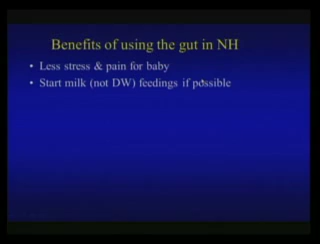 Benefits of using the gut in NH
• Less stress & pain for baby
• Start milk (not DW) feedings if possible